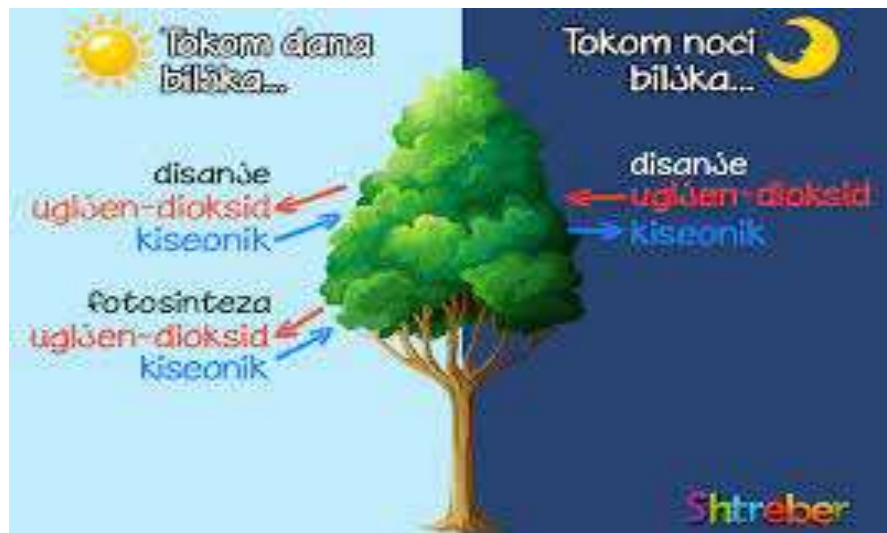 Tokom dana
biljka...
disanje
ugljen-dioksid
kiseonik
fotosinteza
ugljen-dioksid
kiseonik
Tokom noći
biljka...
disanje
ugljen-dioksid
kiseonik
Shtreber